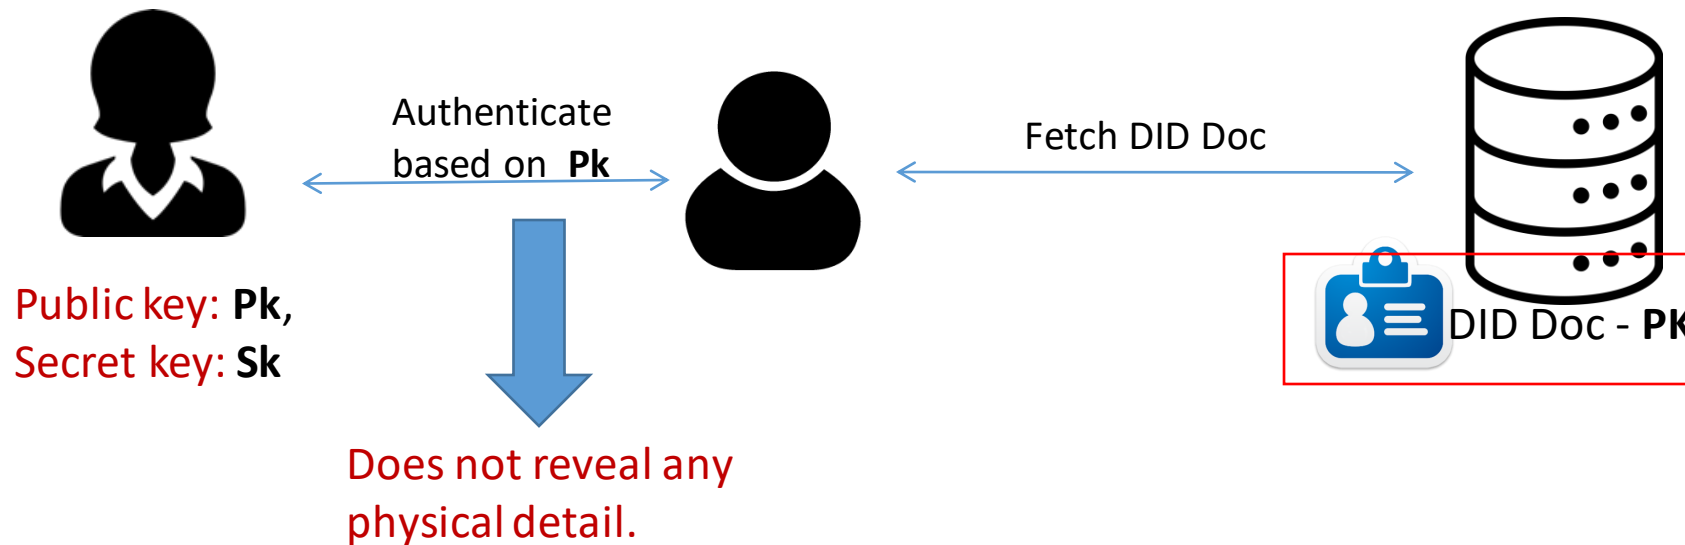 Authenticate
based on Pk
Fetch DID Doc
Public key: Pk,
Secret key: Sk
DID Doc - PK
Does not reveal any
physical detail.